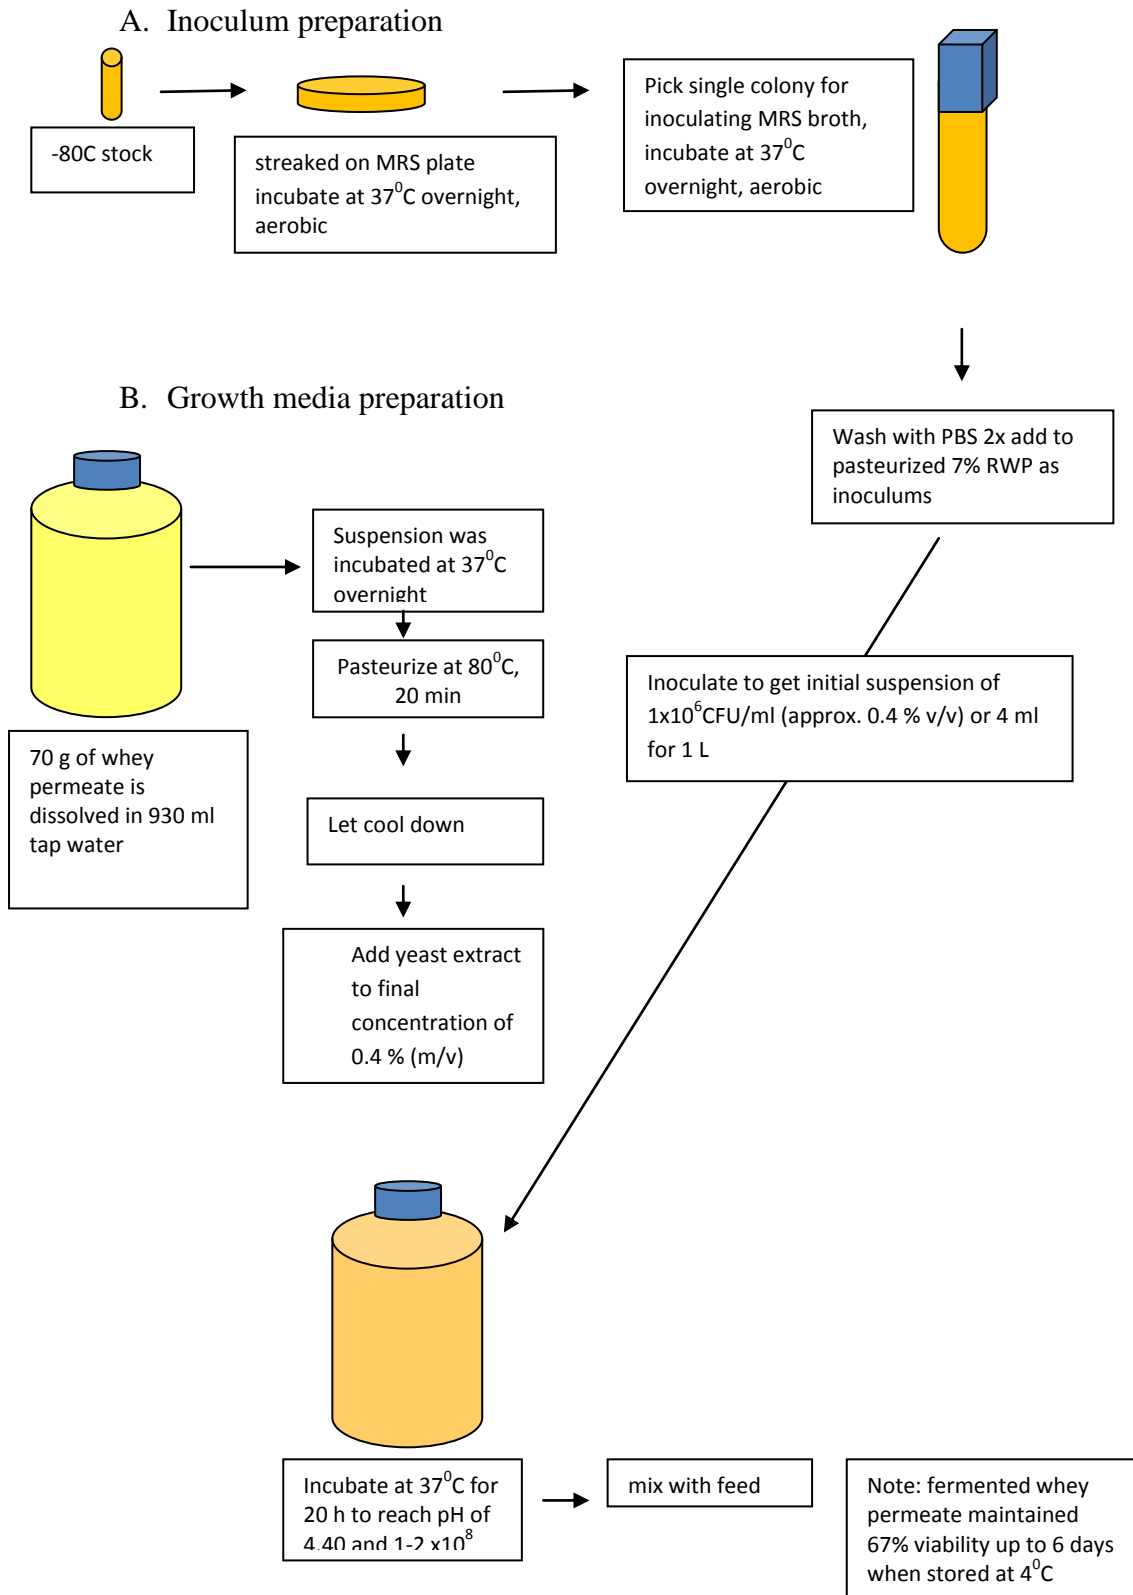 A. Inoculum preparation
-80C stock
streaked on MRS plate
incubate at 37⁰C overnight,
aerobic
Pick single colony for
inoculating MRS broth,
incubate at 37⁰C
overnight, aerobic
Wash with PBS 2x add to
pasteurized 7% RWP as
inoculums
B. Growth media preparation
70 g of whey
permeate is
dissolved in 930 ml
tap water
Suspension was
incubated at 37⁰C
overnight
Pasteurize at 80⁰C,
20 min
Let cool down
Add yeast extract
to final
concentration of
0.4 % (m/v)
Inoculate to get initial suspension of
1x10⁶CFU/ml (approx. 0.4 % v/v) or 4 ml
for 1 L
Incubate at 37⁰C for
20 h to reach pH of
4.40 and 1-2 x10⁸
mix with feed
Note: fermented whey
permeate maintained
67% viability up to 6 days
when stored at 4⁰C